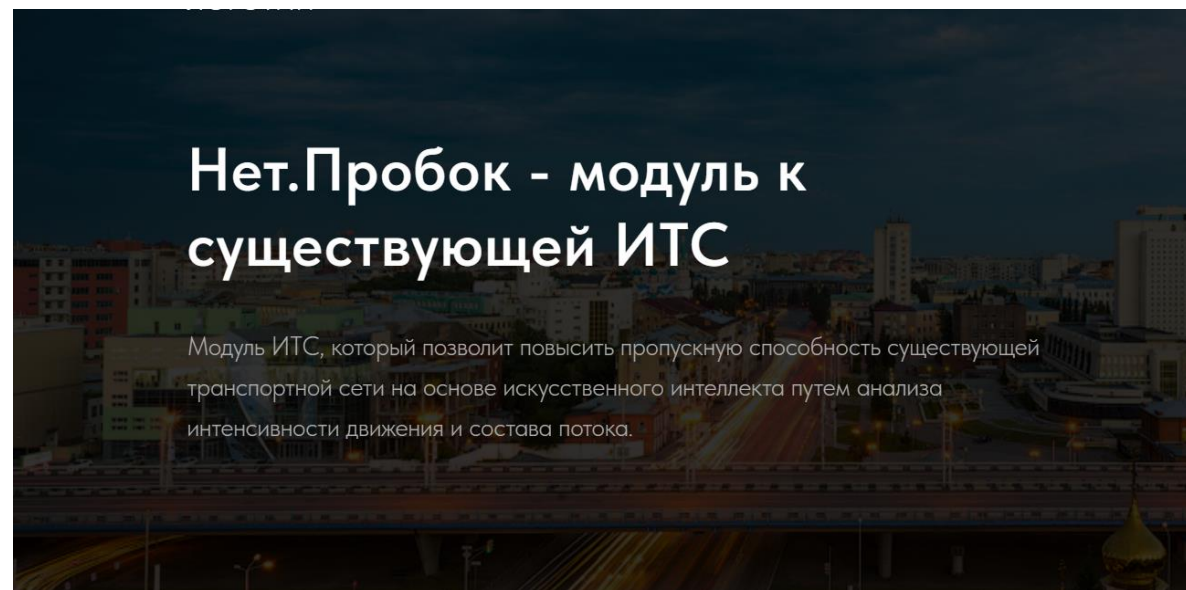 Нет.Пробок - модуль к
существующей ИТС
Модуль ИТС, который позволит повысить пропускную способность существующей
транспортной сети на основе искусственного интеллекта путем анализа
интенсивности движения и состава потока.